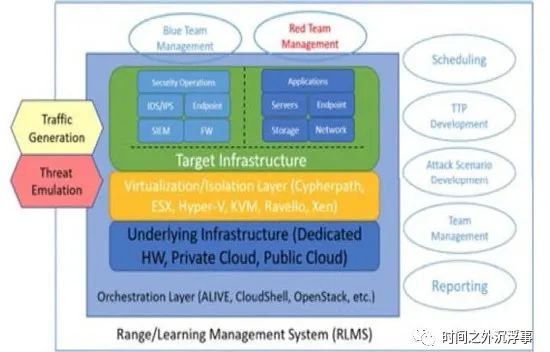 Blue Team
Management
Red Team
Management
Scheduling
Security Operations
Applications
IDS/IPS
Endpoint
Servers
Endpoint
SIEM
FW
Storage
Network
Traffic
Generation
TTP
Development
Target Infrastructure
Threat
Emulation
Virtualization/Isolation Layer (Cypherpath,
ESX, Hyper-V, KVM, Ravello, Xen)
Attack Scenario
Development
Underlying Infrastructure (Dedicated
HW, Private Cloud, Public Cloud)
Team
Management
Orchestration Layer (ALIVE, CloudShell, OpenStack, etc.)
Reporting
Range/Learning Management System (RLMS)
时间之外沉浮事